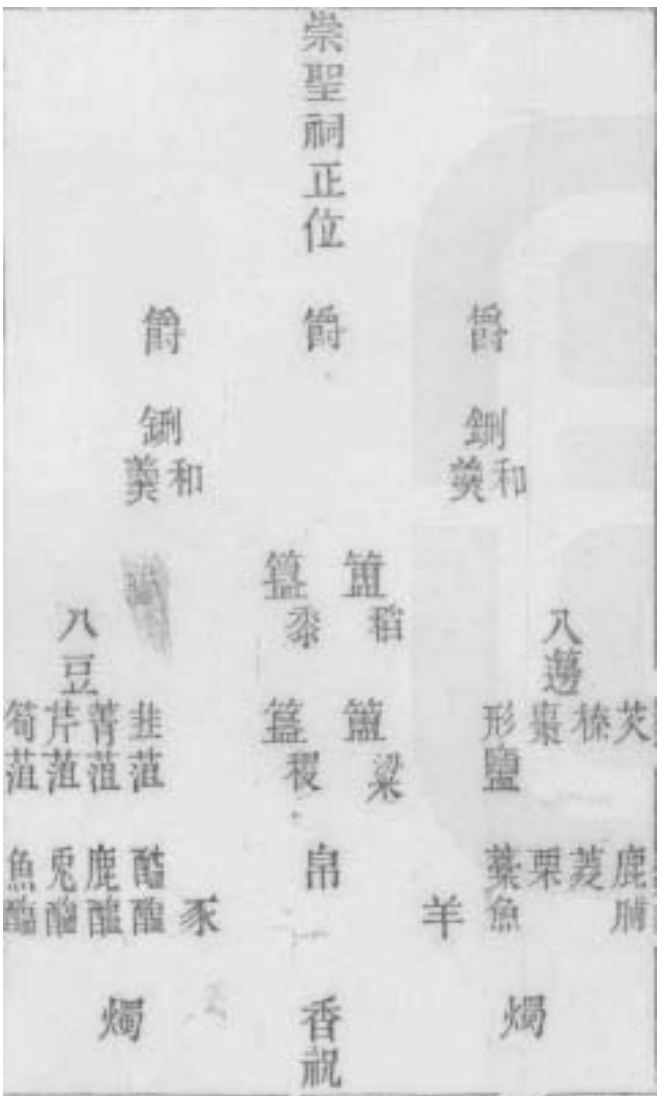 崇聖祠正位
爵
爵
爵
鉶
和羹
鉶
和羹
簠
稻
簋
黍
簠
粱
簋
稷
八籩
芡
榛
棗
形鹽
鹿脯
菱
栗
藁魚
八豆
韭菹
菁菹
芹菹
筍菹
醓醢
鹿醢
兎醢
魚醢
羊
帛
豕
燭
香
祝
燭